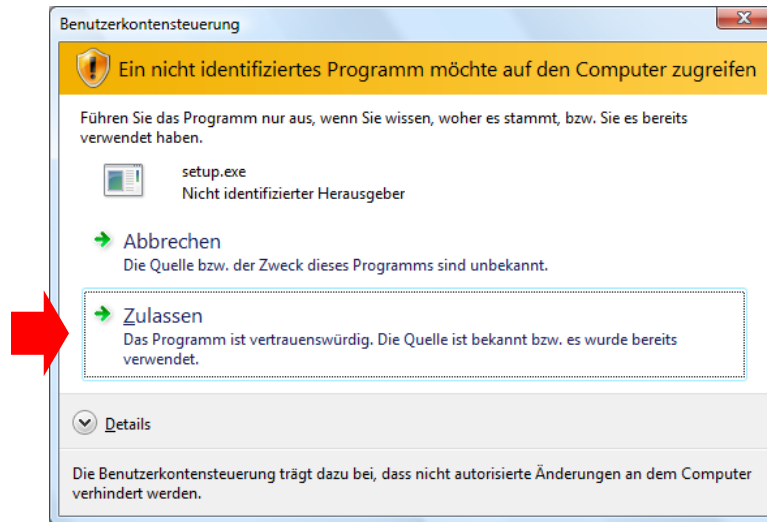 Benutzerkontensteuerung
Ein nicht identifiziertes Programm möchte auf den Computer zugreifen
Führen Sie das Programm nur aus, wenn Sie wissen, woher es stammt, bzw. Sie es bereits
verwendet haben.
setup.exe
Nicht identifizierter Herausgeber
Abbrechen
Die Quelle bzw. der Zweck dieses Programms sind unbekannt.
Zulassen
Das Programm ist vertrauenswürdig. Die Quelle ist bekannt bzw. es wurde bereits
verwendet.
Details
Die Benutzerkontensteuerung trägt dazu bei, dass nicht autorisierte Änderungen an dem Computer
verhindert werden.